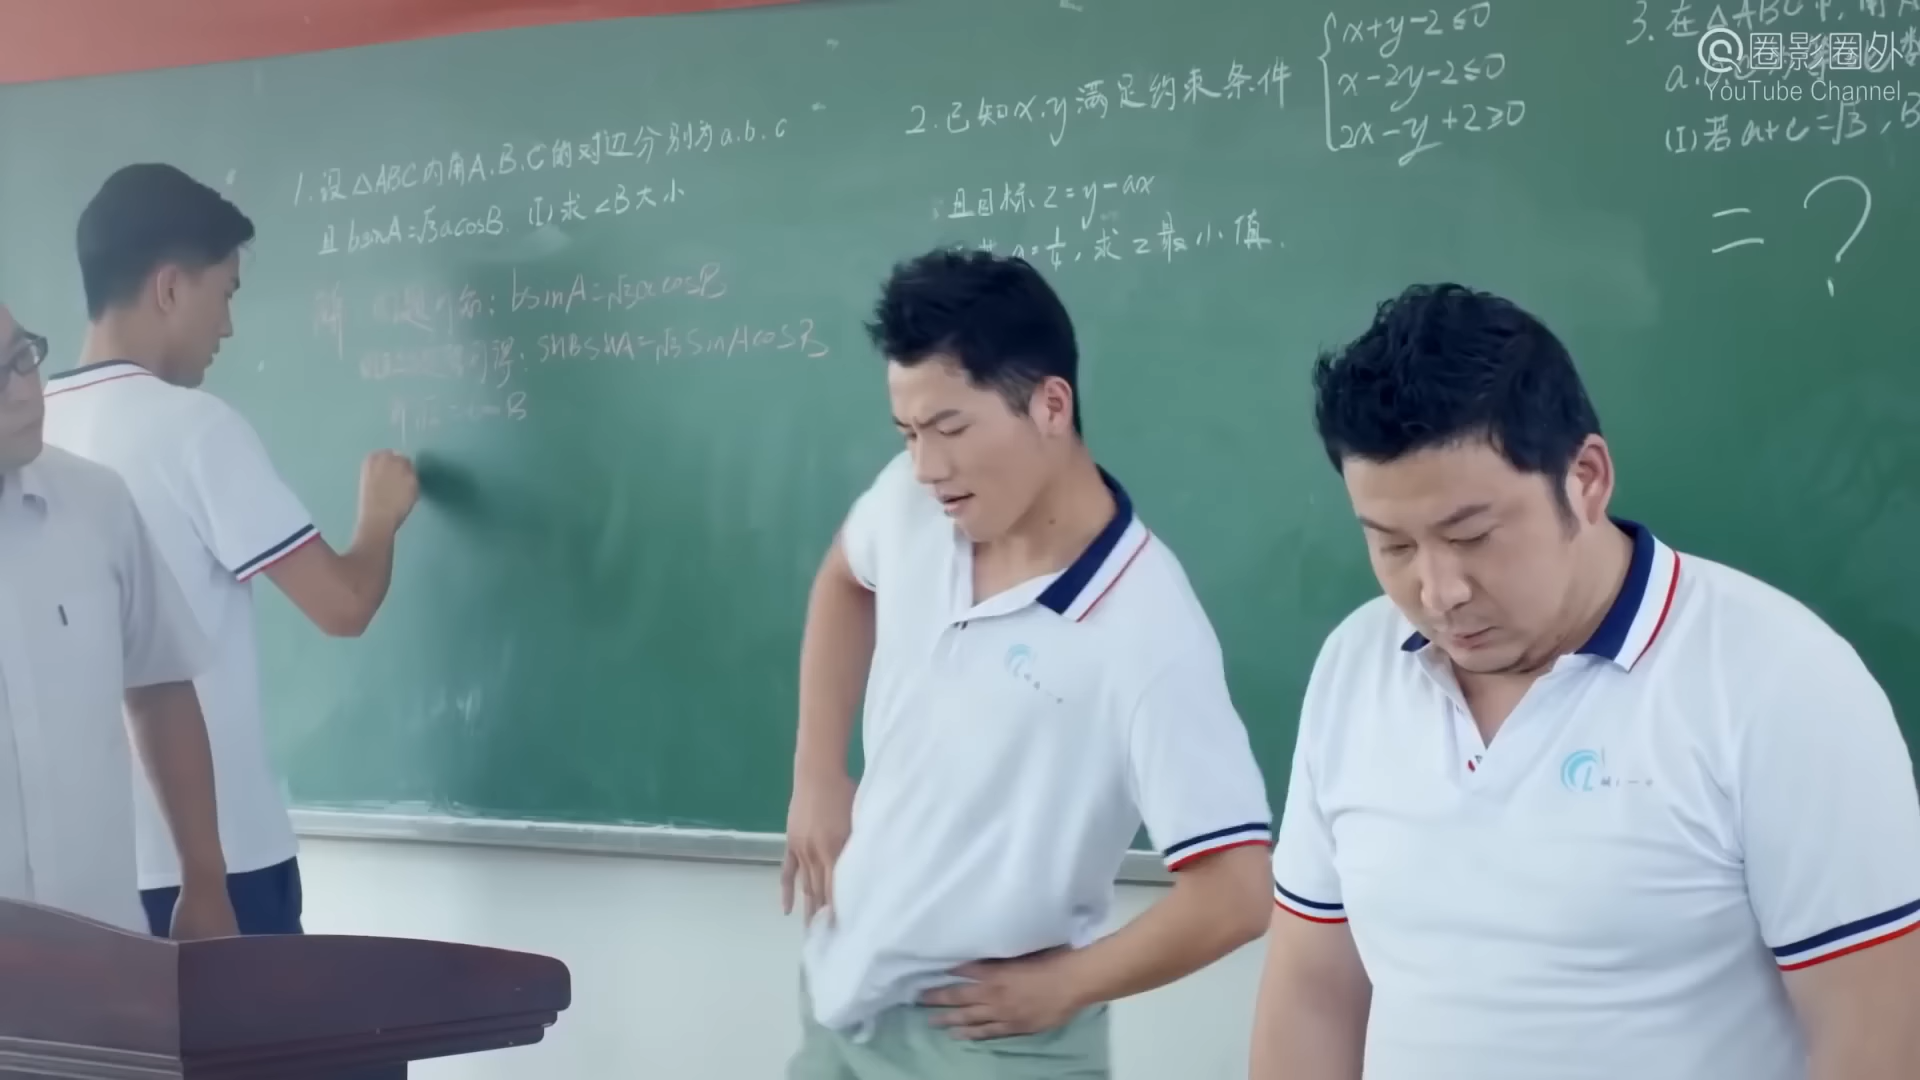 1.设△ABC内角A.B.C的对边分别为a.b.c
且bsinA=√3acosB.(I)求∠B大小
bsinA=√3acosB
可得: sinBsinA=√3sinAcosB
2.已知x.y满足约束条件
x+y-2≤0
x-2y-2≤0
2x-y+2≥0
且目标z=y-ax
求z最小值.
3.在△ABC中,
(I)若a+c=√3,B
=?
圈影圈外
YouTube Channel